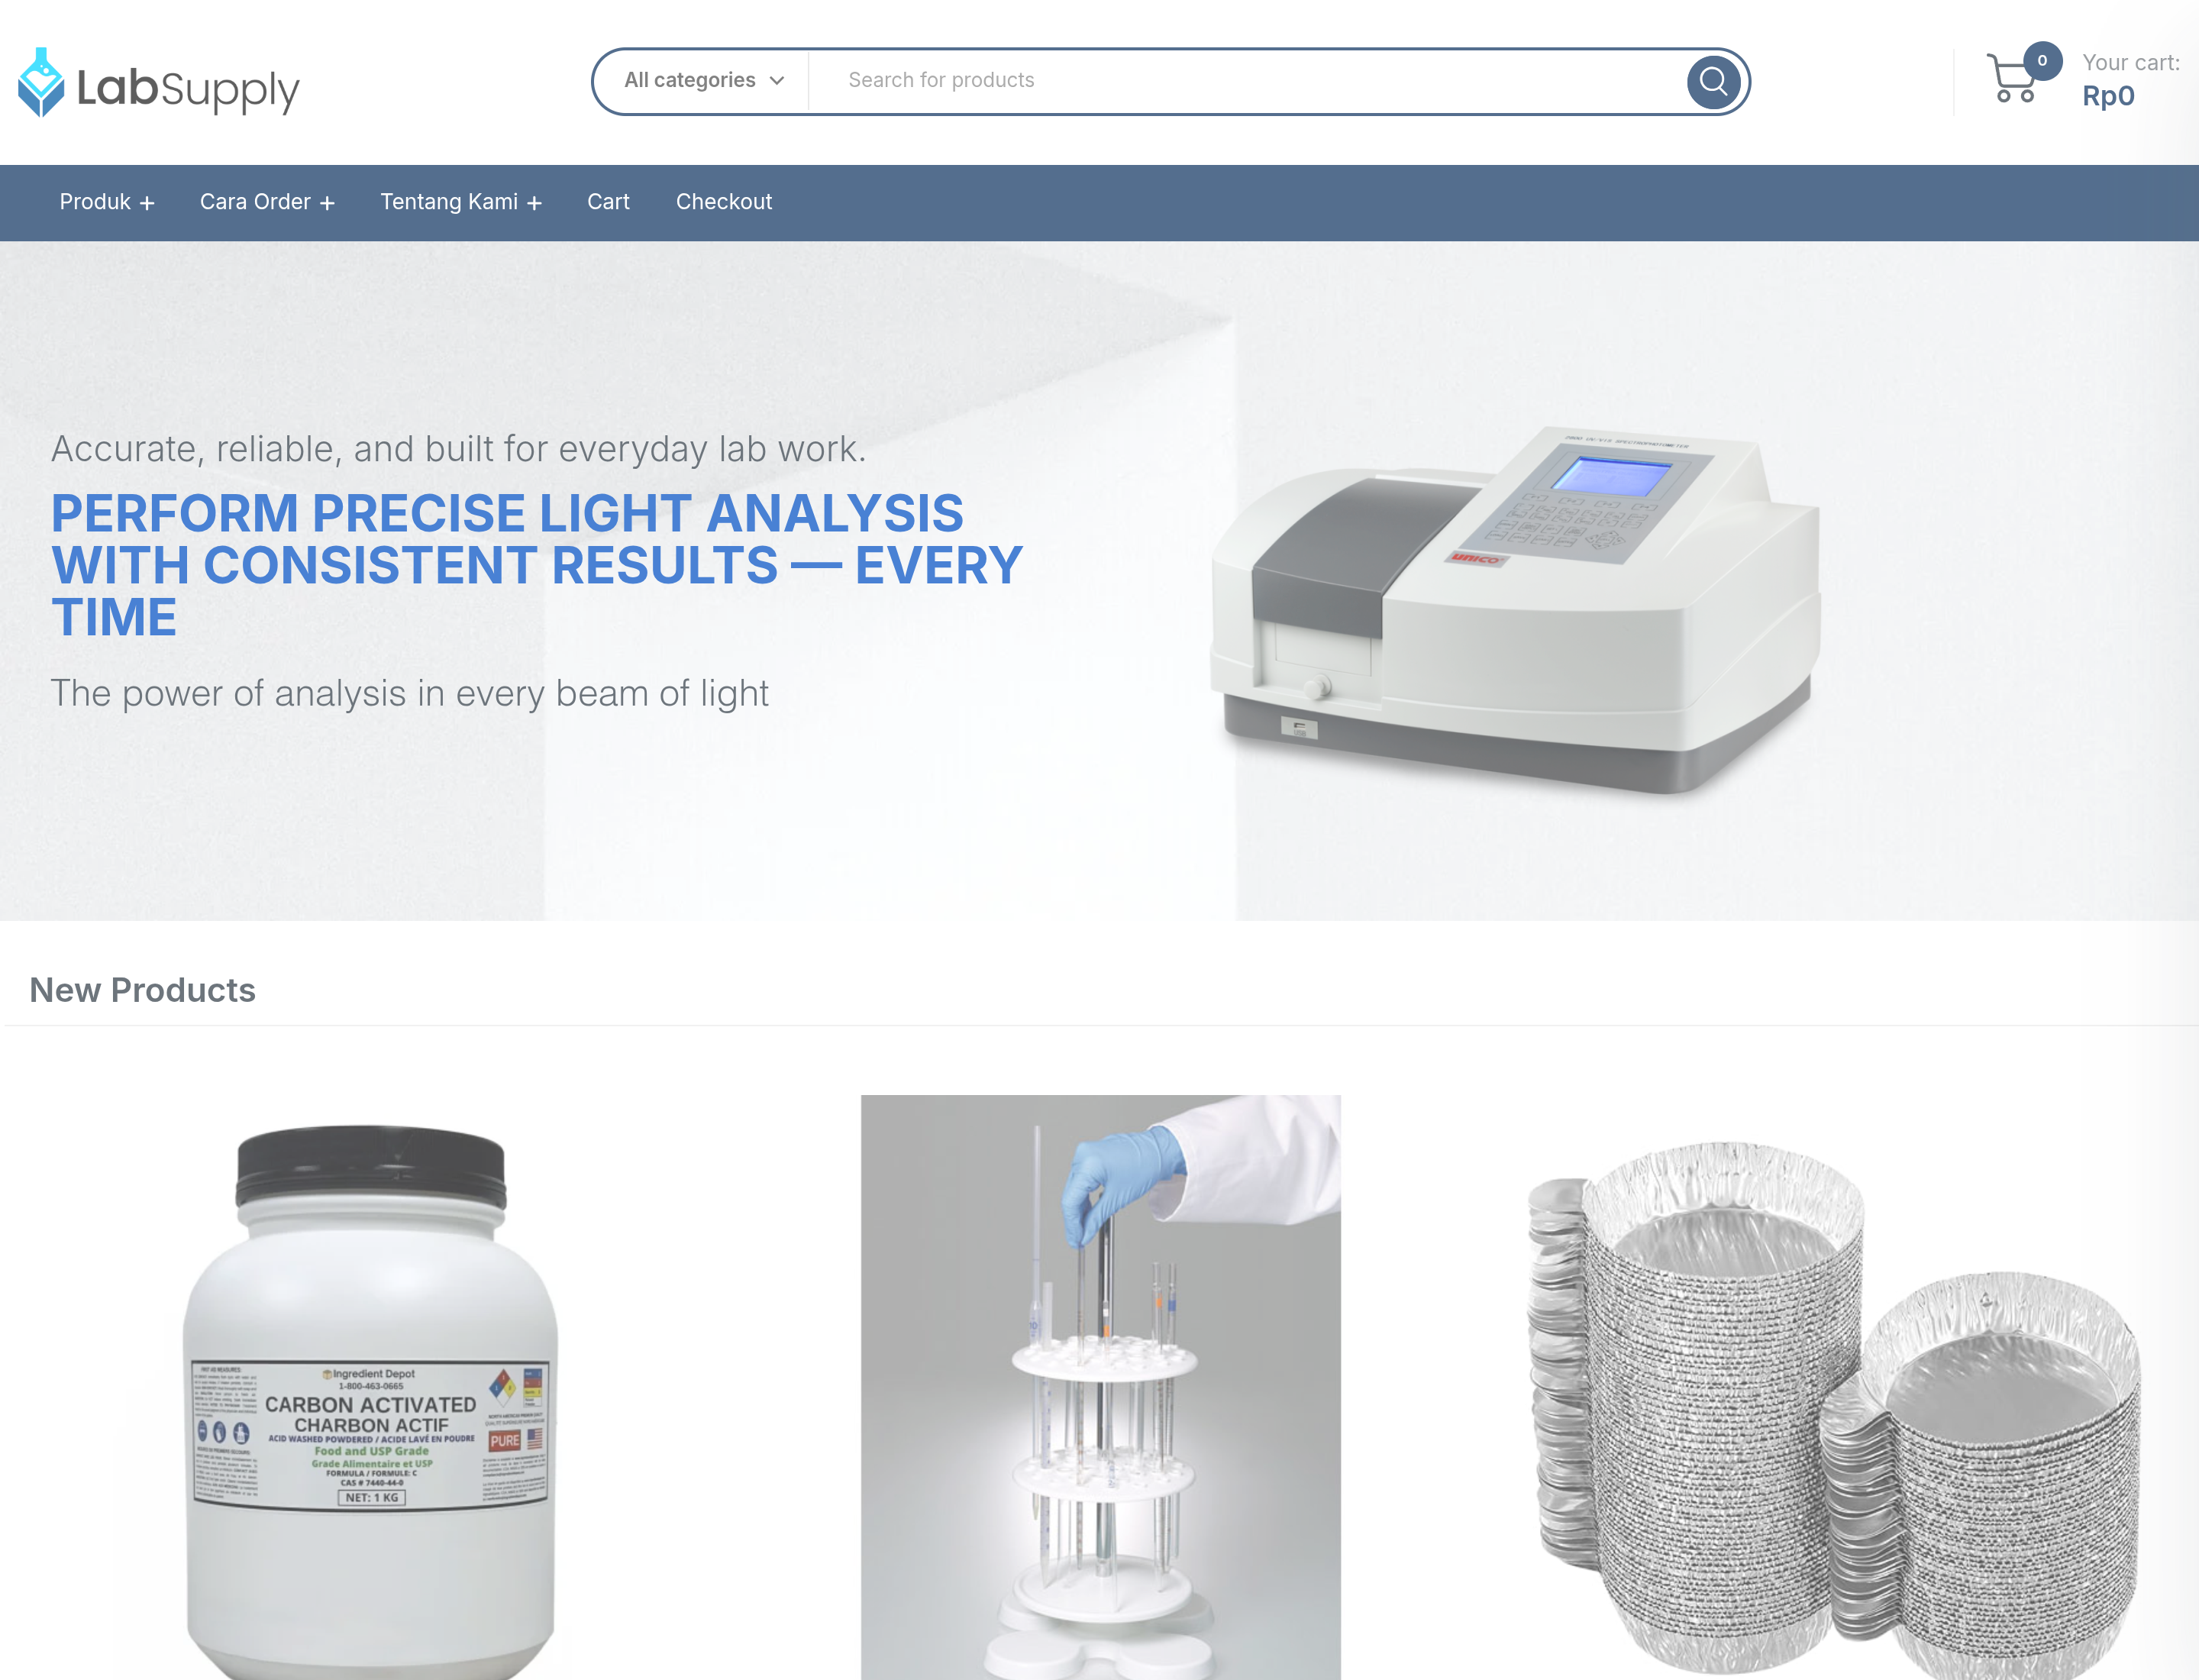 LabSupply
All categories
Search for products
0
Your cart:
Rp0
Produk +
Cara Order +
Tentang Kami +
Cart
Checkout
Accurate, reliable, and built for everyday lab work.
PERFORM PRECISE LIGHT ANALYSIS
WITH CONSISTENT RESULTS — EVERY
TIME
The power of analysis in every beam of light
UNICO
New Products
FIRST AID MEASURES:
Ingredient Depot
1-800-463-0665
CARBON ACTIVATED
CHARBON ACTIF
ACID WASHED POWDERED / ACIDE LAVÉ EN POUDRE
Food and USP Grade
Grade Alimentaire et USP
FORMULA / FORMULE: C
CAS # 7440-44-0
NET: 1 KG
PURE